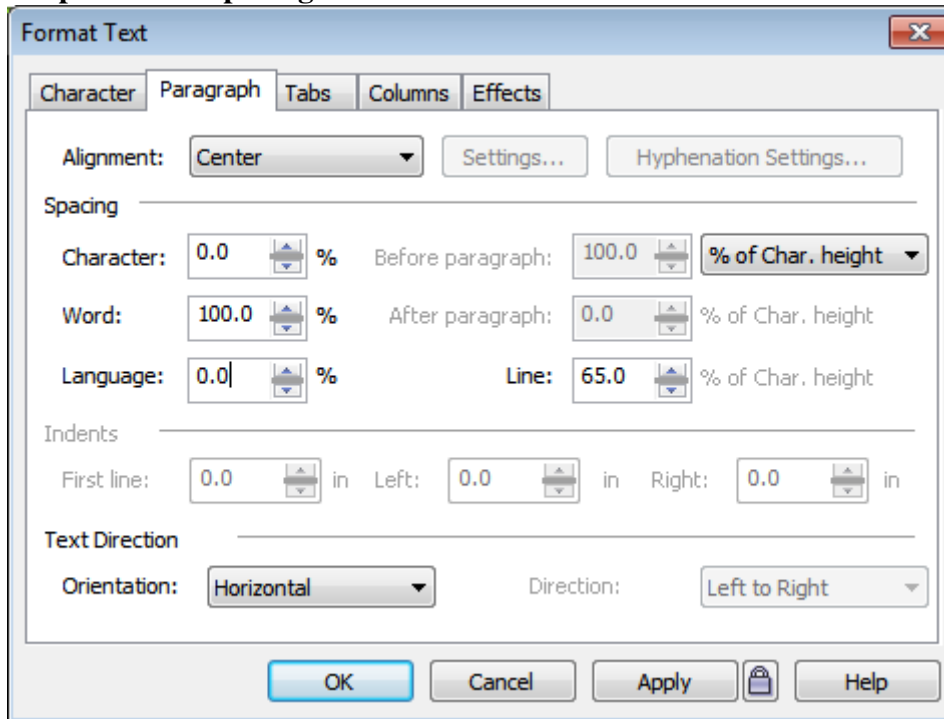 Format Text
Character Paragraph Tabs Columns Effects
Alignment: Center Settings... Hyphenation Settings...
Spacing
Character: 0.0 % Before paragraph: 100.0 % of Char. height
Word: 100.0 % After paragraph: 0.0 % of Char. height
Language: 0.0 % Line: 65.0 % of Char. height
Indents
First line: 0.0 in Left: 0.0 in Right: 0.0 in
Text Direction
Orientation: Horizontal Direction: Left to Right
OK Cancel Apply Help